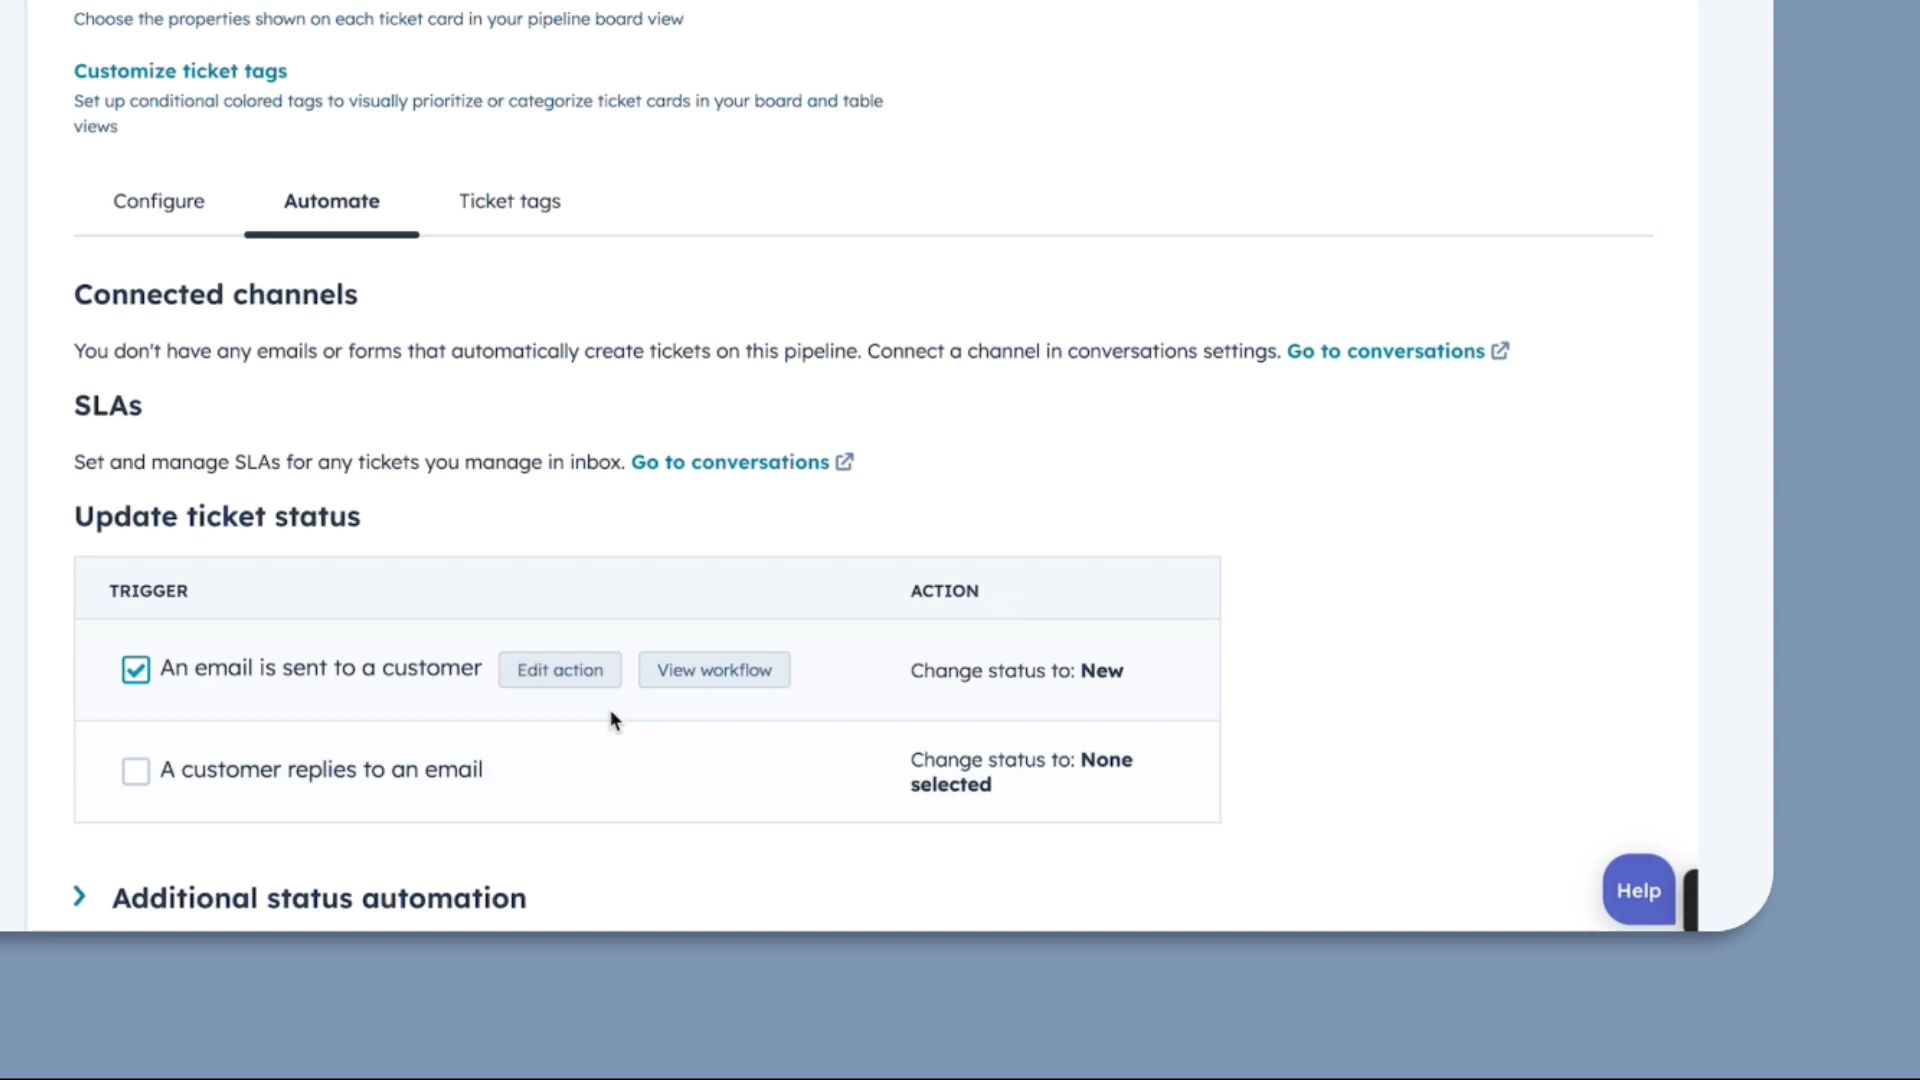 Choose the properties shown on each ticket card in your pipeline board view
Customize ticket tags
Set up conditional colored tags to visually prioritize or categorize ticket cards in your board and table
views
Configure
Automate
Ticket tags
Connected channels
You don't have any emails or forms that automatically create tickets on this pipeline. Connect a channel in conversations settings. Go to conversations
SLAs
Set and manage SLAs for any tickets you manage in inbox. Go to conversations
Update ticket status
TRIGGER
ACTION
An email is sent to a customer
Edit action
View workflow
Change status to: New
A customer replies to an email
Change status to: None
selected
Additional status automation
Help